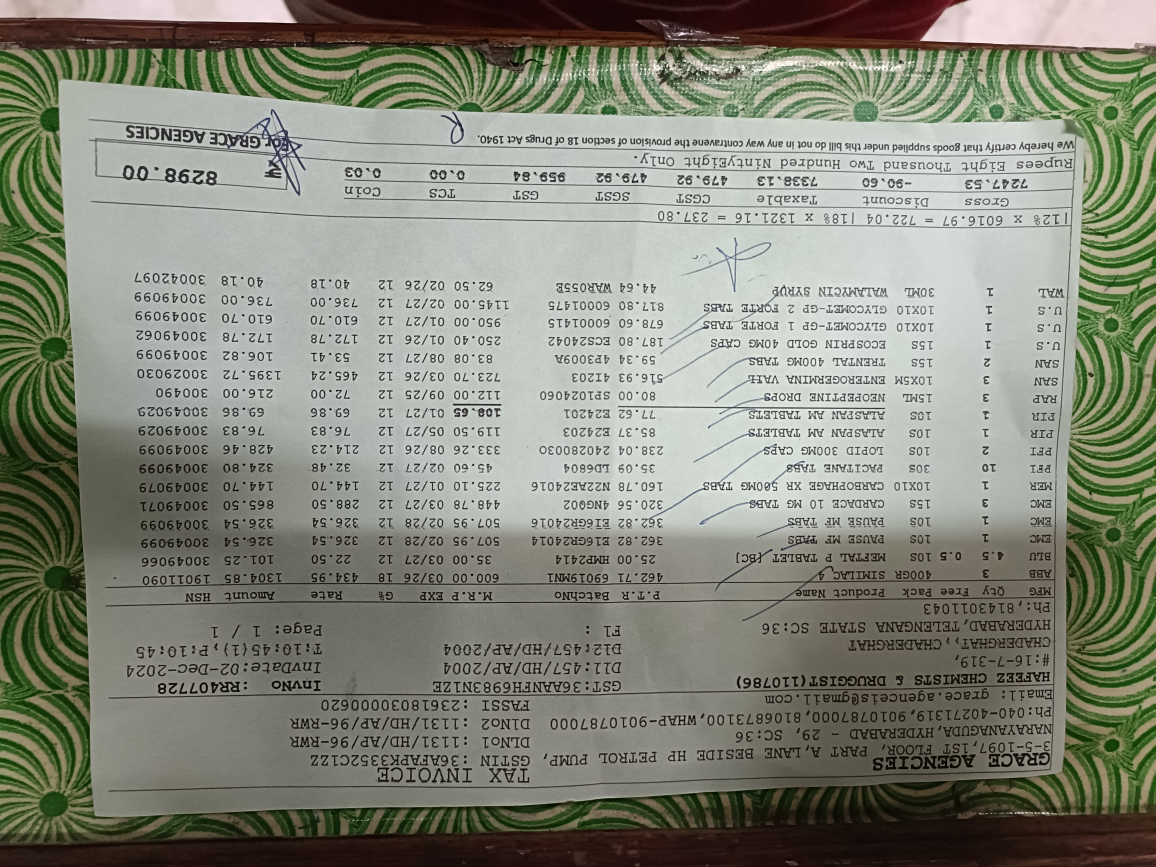 TAX INVOICE
GRACE AGENCIES
3-5-1097,1ST FLOOR, PART A,LANE BESIDE HP PETROL PUMP, GSTIN :36AFAPK3352C1ZZ
NARAYANAGUDA,HYDERABAD - 29, SC:36 DLNo1 :1131/HD/AP/96-RWR
Ph:040-40271319,9010787000,8106873100,WHAP-9010787000 DLNo2 :1131/HD/AP/96-RWR
Email: grace.agencis@gmail.com. FASSI :23618030000620
HAFEEZ CHEMISTS & DRUGGIST(110786) GST:36AANFH6983N1ZE InvNo :RR407728
#:16-7-319, D11:457/HD/AP/2004 InvDate:02-Dec-2024
CHADERGHAT,,CHADERGHAT D12:457/HD/AP/2004 T:10:45(1),P:10:45
HYDERABAD,TELENGANA STATE SC:36 Fl : Page: 1 / 1
Ph:,8143011043
MFG Qty Free Pack Product Name P.T.R BatchNo M.R.P EXP G% Rate Amount HSN
ABB 3 400GR SIMILAC 4 462.71 69019MN1 600.00 03/26 18 434.95 1304.85 19011090
BLU 4.5 0.5 10S MEFTAL P TABLET [BC] 25.00 HMP2414 35.00 03/27 12 22.50 101.25 30049066
EMC 1 10S PAUSE MF TABS 362.82 EIGGR24014 507.95 02/28 12 326.54 326.54 30049099
EMC 1 10S PAUSE MF TABS 362.82 EIGGR24016 507.95 02/28 12 326.54 326.54 30049099
EMC 3 15S CARDACE 10 MG TABS 320.56 4NG002 448.78 03/27 12 288.50 865.50 30049071
MER 1 10X10 CARBOPHAGE XR 500MG TABS 160.78 N2ZAE24016 225.10 01/27 12 144.70 144.70 30049079
PFI 10 30S PACITANE TABS 35.09 LD6804 45.60 02/27 12 32.48 324.80 30049099
PFI 2 10S LOPID 300MG CAPS 238.04 240280030 333.26 08/26 12 214.23 428.46 30049099
PIR 1 10S ALASPAN AM TABLETS 85.37 E24203 119.50 05/27 12 76.83 76.83 30049029
PIR 1 10S ALASPAN AM TABLETS 77.62 E24201 108.65 01/27 12 69.86 69.86 30049029
RAP 3 15ML NEOPEPTINE DROPS 80.00 SP1024060 112.00 09/25 12 72.00 216.00 300490
SAN 3 10X5M ENTEROGERMINA VAIL 516.93 4I203 723.70 03/26 12 465.24 1395.72 30029030
SAN 2 15S TRENTAL 400MG TABS 59.34 4P3009A 83.08 08/27 12 53.41 106.82 30049099
U.S 1 15S ECOSPRIN GOLD 40MG CAPS 187.80 ECS24042 250.40 01/26 12 172.78 172.78 30049062
U.S 1 10X10 GLYCOMET-GP 1 FORTE TABS 678.60 60001415 950.00 01/27 12 610.70 610.70 30049099
U.S 1 10X10 GLYCOMET-GP 2 FORTE TABS 817.80 60001475 1145.00 02/27 12 736.00 736.00 30049099
WAL 1 30ML WALAMYCIN SYRUP 44.64 WAR055E 62.50 02/26 12 40.18 40.18 30042097
|12% x 6016.97 = 722.04 |18% x 1321.16 = 237.80
Gross Discount Taxable CGST SGST GST TCS Coin
7247.53 -90.60 7338.13 479.92 479.92 959.84 0.00 0.03 8298.00
Rupees Eight Thousand Two Hundred NintyEight Only.
We hereby certify that goods supplied under this bill do not in any way contravene the provision of section 18 of Drugs Act 1940. For GRACE AGENCIES